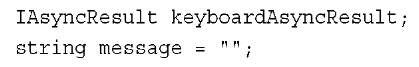 IAsyncResult keyboardAsyncResult;
string message = "";